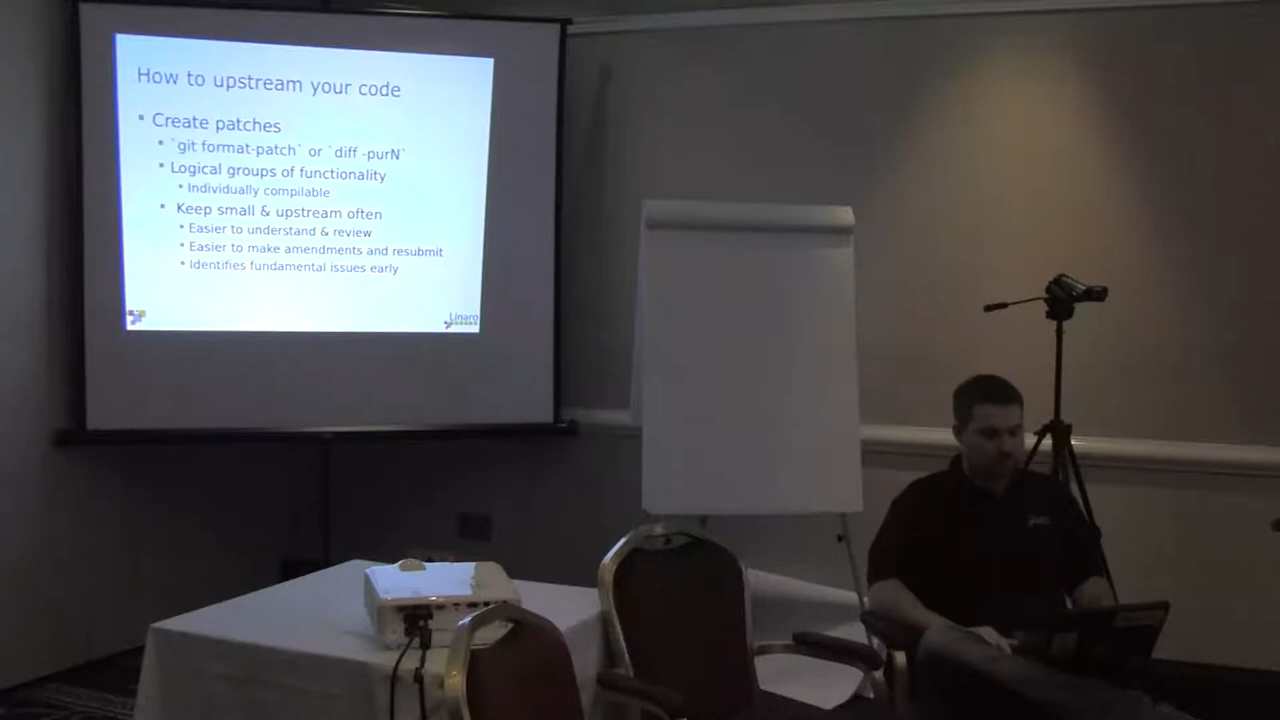 How to upstream your code
Create patches
`git format-patch` or `diff -purN`
Logical groups of functionality
Individually compilable
Keep small & upstream often
Easier to understand & review
Easier to make amendments and resubmit
Identifies fundamental issues early
Linaro